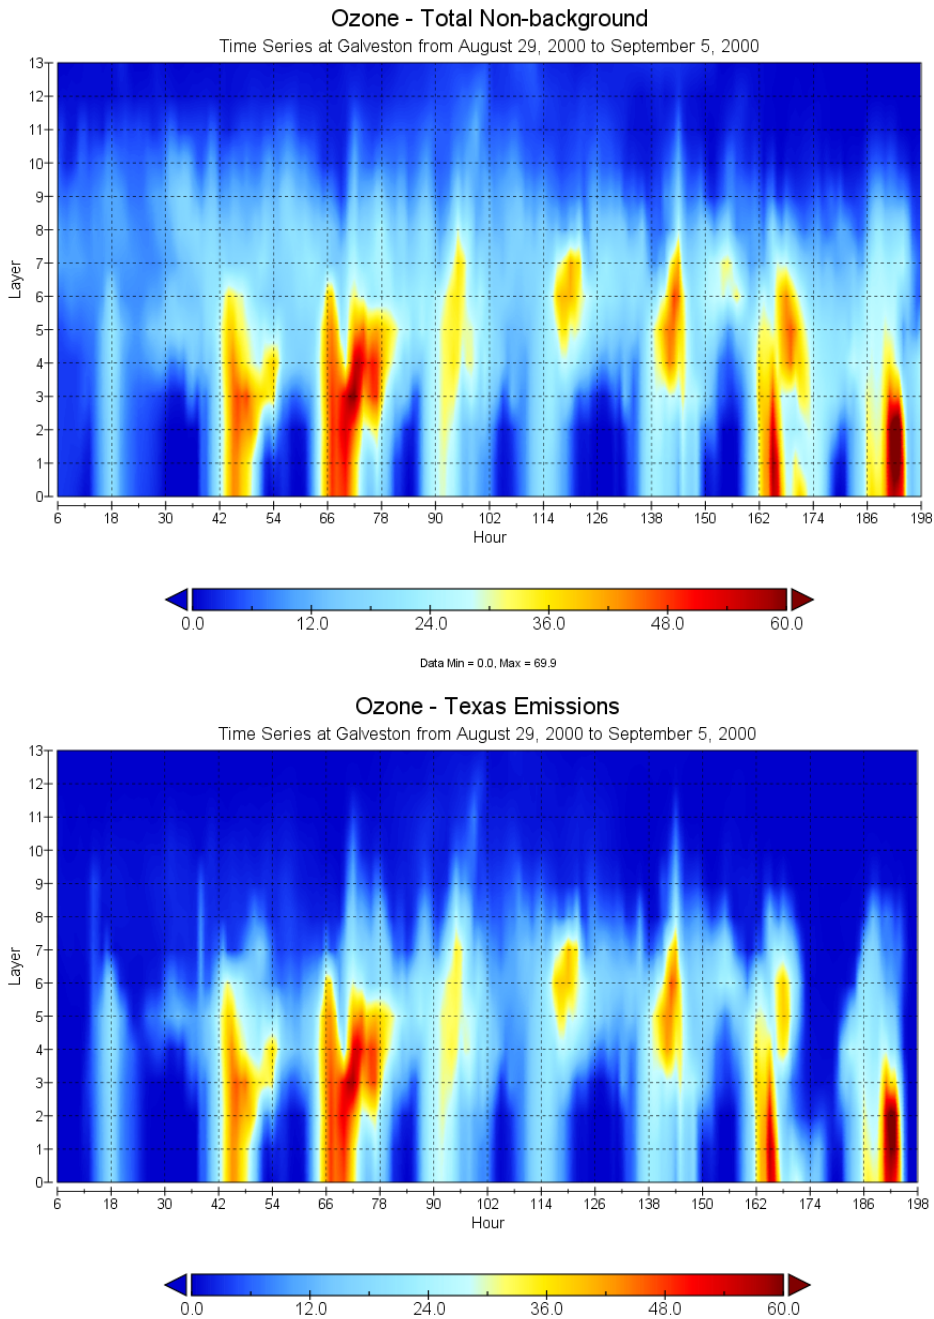 Ozone - Total Non-background
Time Series at Galveston from August 29, 2000 to September 5, 2000
13
12
11
10
9
8
7
6
5
4
3
2
1
0
Layer
6 18 30 42 54 66 78 90 102 114 126 138 150 162 174 186 198
Hour
0.0 12.0 24.0 36.0 48.0 60.0
Data Min = 0.0, Max = 69.9
Ozone - Texas Emissions
Time Series at Galveston from August 29, 2000 to September 5, 2000
13
12
11
10
9
8
7
6
5
4
3
2
1
0
Layer
6 18 30 42 54 66 78 90 102 114 126 138 150 162 174 186 198
Hour
0.0 12.0 24.0 36.0 48.0 60.0